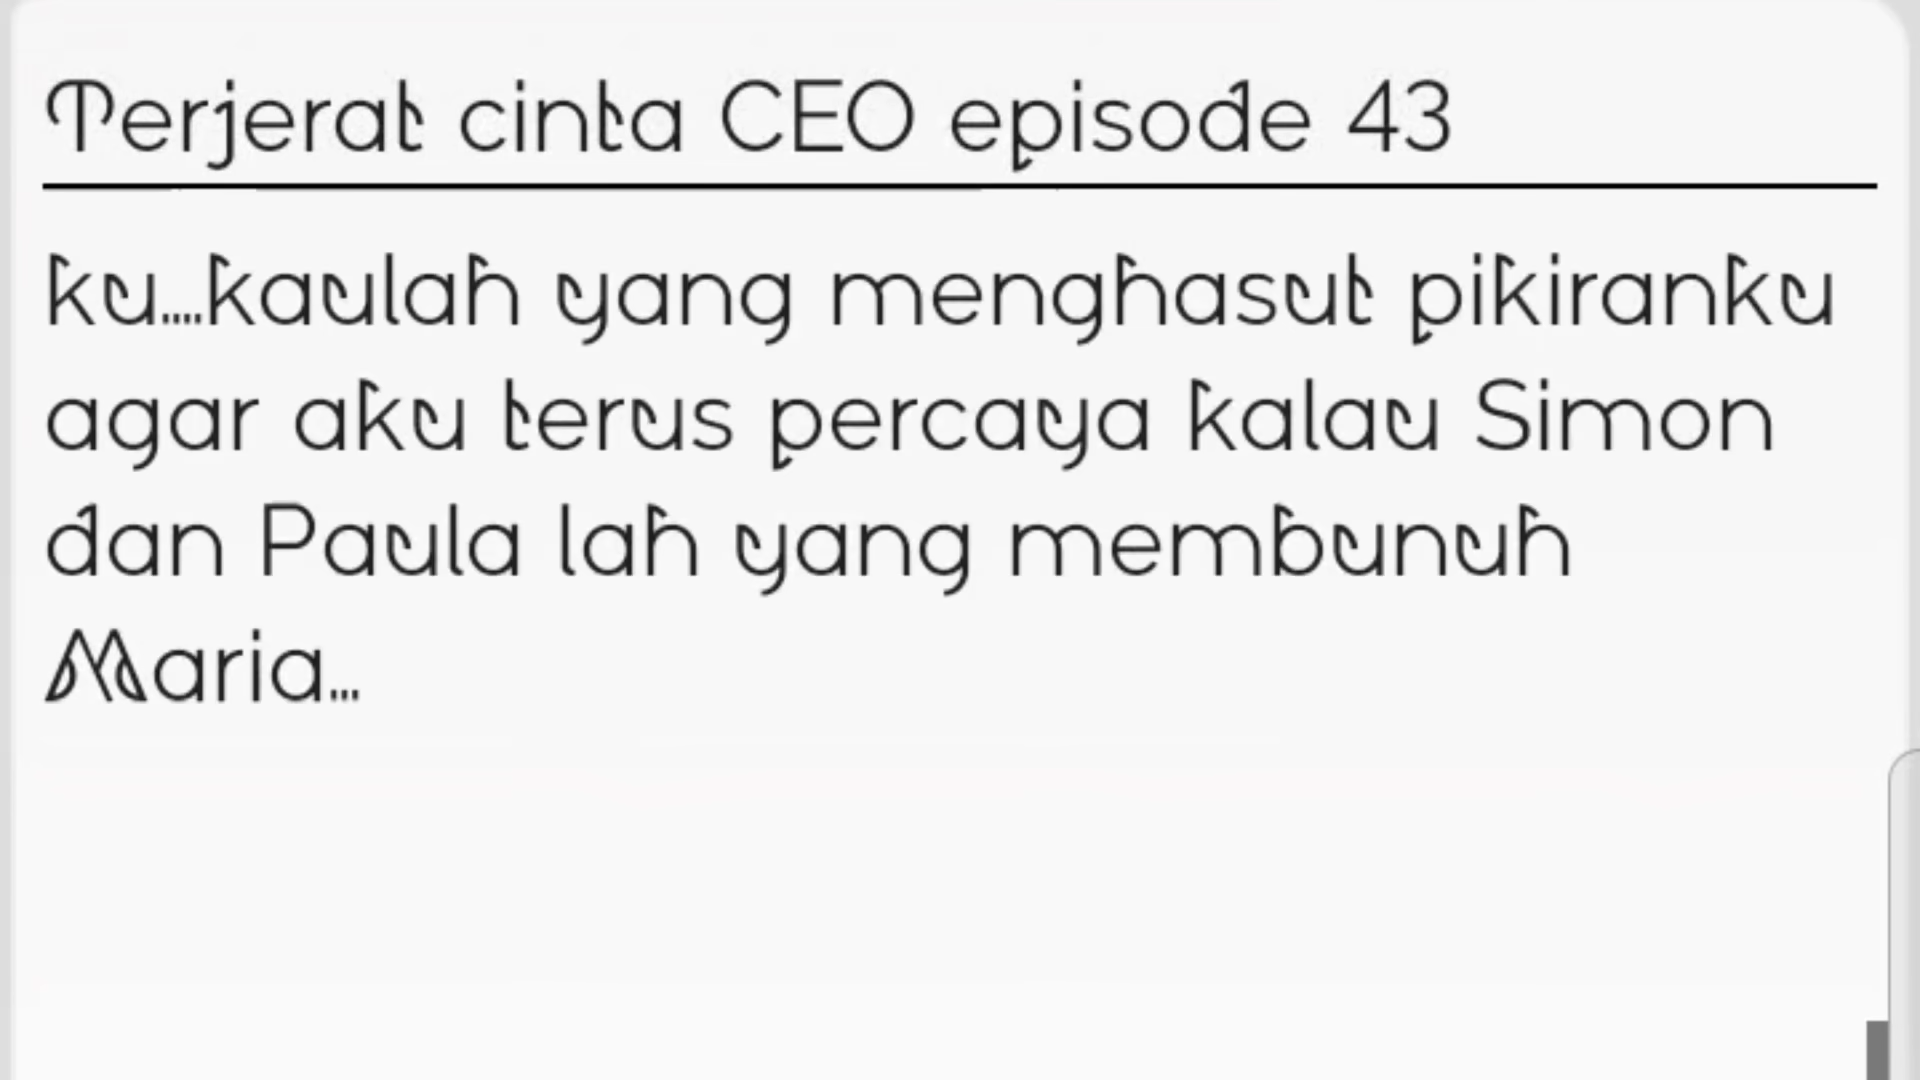 Terjerat cinta CEO episode 43
ku....kaulah yang menghasut pikiranku
agar aku terus percaya kalau Simon
dan Paula lah yang membunuh
Maria...